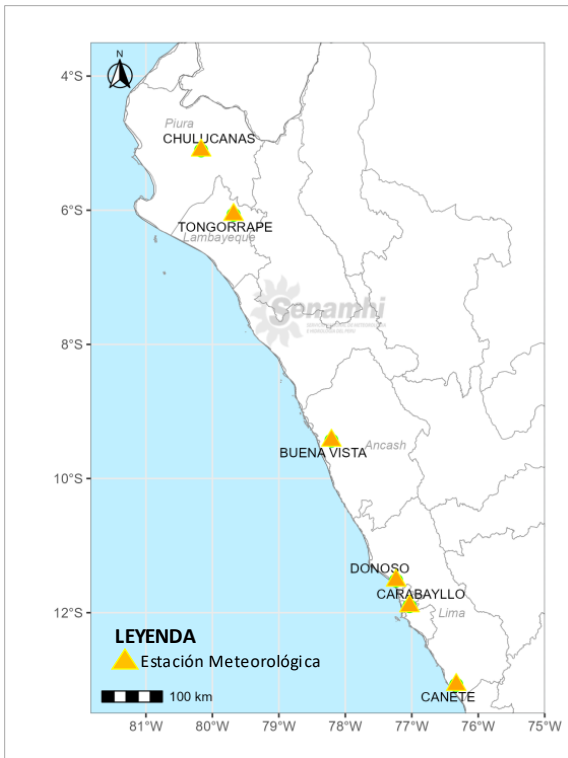 N
4°S
Piura
CHULUCANAS
6°S
TONGORRAPE
Lambayeque
Senamhi
8°S
Ancash
BUENA VISTA
10°S
DONOSO
CARABAYLLO
12°S
Lima
LEYENDA
Estación Meteorológica
100 km
CAÑETE
81°W 80°W 79°W 78°W 77°W 76°W 75°W